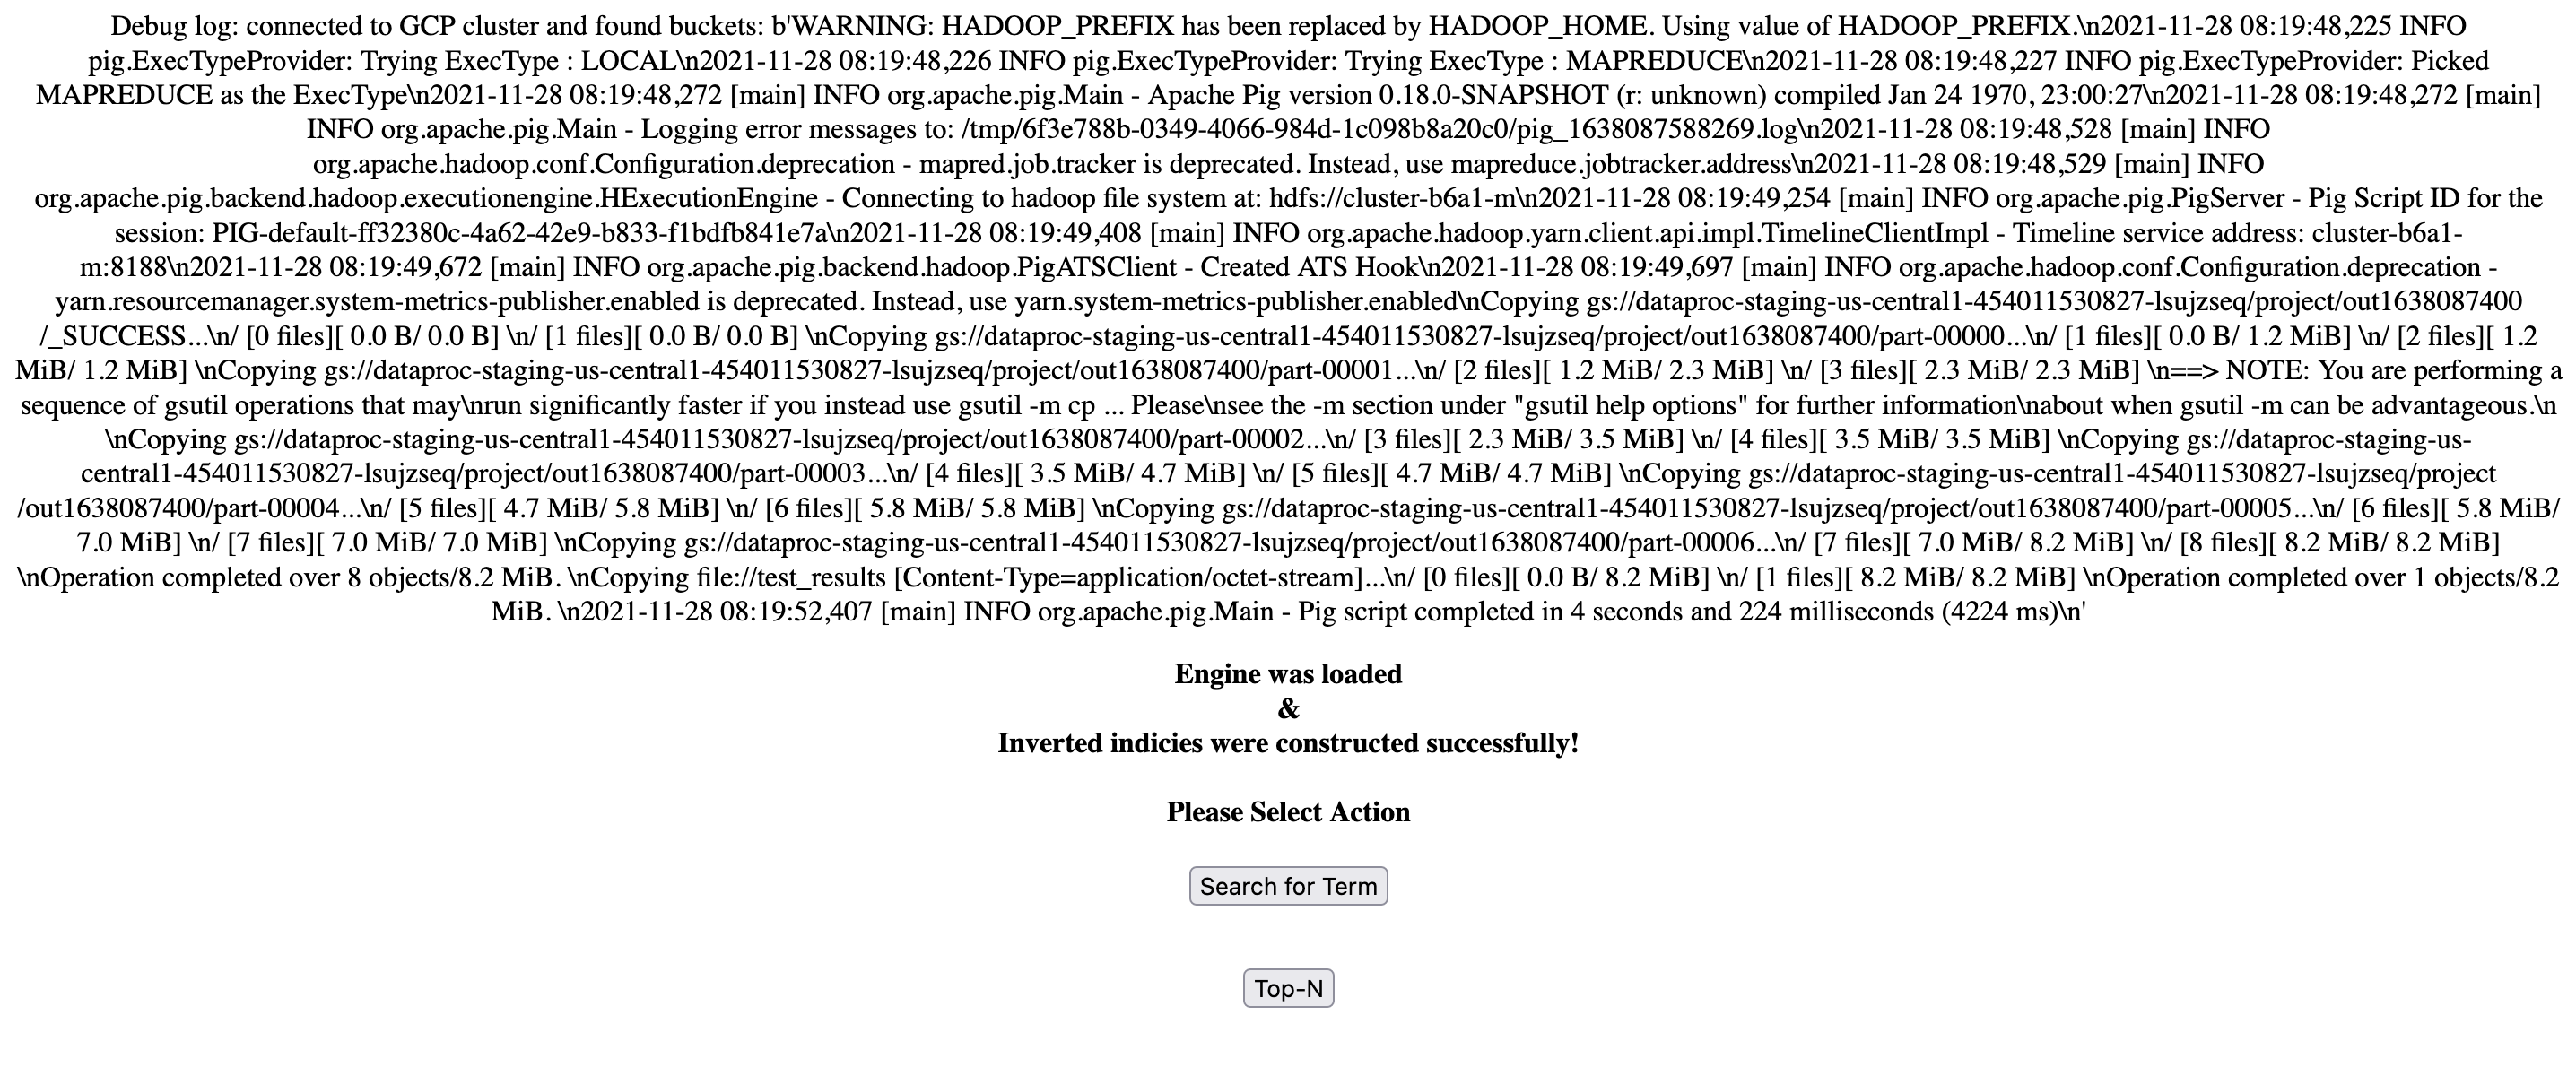 Debug log: connected to GCP cluster and found buckets: b'WARNING: HADOOP_PREFIX has been replaced by HADOOP_HOME. Using value of HADOOP_PREFIX.\n2021-11-28 08:19:48,225 INFO
pig.ExecTypeProvider: Trying ExecType : LOCAL\n2021-11-28 08:19:48,226 INFO pig.ExecTypeProvider: Trying ExecType : MAPREDUCE\n2021-11-28 08:19:48,227 INFO pig.ExecTypeProvider: Picked
MAPREDUCE as the ExecType\n2021-11-28 08:19:48,272 [main] INFO org.apache.pig.Main - Apache Pig version 0.18.0-SNAPSHOT (r: unknown) compiled Jan 24 1970, 23:00:27\n2021-11-28 08:19:48,272 [main]
INFO org.apache.pig.Main - Logging error messages to: /tmp/6f3e788b-0349-4066-984d-1c098b8a20c0/pig_1638087588269.log\n2021-11-28 08:19:48,528 [main] INFO
org.apache.hadoop.conf.Configuration.deprecation - mapred.job.tracker is deprecated. Instead, use mapreduce.jobtracker.address\n2021-11-28 08:19:48,529 [main] INFO
org.apache.pig.backend.hadoop.executionengine.HExecutionEngine - Connecting to hadoop file system at: hdfs://cluster-b6a1-m\n2021-11-28 08:19:49,254 [main] INFO org.apache.pig.PigServer - Pig Script ID for the
session: PIG-default-ff32380c-4a62-42e9-b833-f1bdfb841e7a\n2021-11-28 08:19:49,408 [main] INFO org.apache.hadoop.yarn.client.api.impl.TimelineClientImpl - Timeline service address: cluster-b6a1-
m:8188\n2021-11-28 08:19:49,672 [main] INFO org.apache.pig.backend.hadoop.PigATSClient - Created ATS Hook\n2021-11-28 08:19:49,697 [main] INFO org.apache.hadoop.conf.Configuration.deprecation -
yarn.resourcemanager.system-metrics-publisher.enabled is deprecated. Instead, use yarn.system-metrics-publisher.enabled\nCopying gs://dataproc-staging-us-central1-454011530827-lsujzseq/project/out1638087400
/_SUCCESS...\n/ [0 files][ 0.0 B/ 0.0 B] \n/ [1 files][ 0.0 B/ 0.0 B] \nCopying gs://dataproc-staging-us-central1-454011530827-lsujzseq/project/out1638087400/part-00000...\n/ [1 files][ 0.0 B/ 1.2 MiB] \n/ [2 files][ 1.2
MiB/ 1.2 MiB] \nCopying gs://dataproc-staging-us-central1-454011530827-lsujzseq/project/out1638087400/part-00001...\n/ [2 files][ 1.2 MiB/ 2.3 MiB] \n/ [3 files][ 2.3 MiB/ 2.3 MiB] \n==> NOTE: You are performing a
sequence of gsutil operations that may\nrun significantly faster if you instead use gsutil -m cp ... Please\nsee the -m section under "gsutil help options" for further information\nabout when gsutil -m can be advantageous.\n
\nCopying gs://dataproc-staging-us-central1-454011530827-lsujzseq/project/out1638087400/part-00002...\n/ [3 files][ 2.3 MiB/ 3.5 MiB] \n/ [4 files][ 3.5 MiB/ 3.5 MiB] \nCopying gs://dataproc-staging-us-
central1-454011530827-lsujzseq/project/out1638087400/part-00003...\n/ [4 files][ 3.5 MiB/ 4.7 MiB] \n/ [5 files][ 4.7 MiB/ 4.7 MiB] \nCopying gs://dataproc-staging-us-central1-454011530827-lsujzseq/project
/out1638087400/part-00004...\n/ [5 files][ 4.7 MiB/ 5.8 MiB] \n/ [6 files][ 5.8 MiB/ 5.8 MiB] \nCopying gs://dataproc-staging-us-central1-454011530827-lsujzseq/project/out1638087400/part-00005...\n/ [6 files][ 5.8 MiB/
7.0 MiB] \n/ [7 files][ 7.0 MiB/ 7.0 MiB] \nCopying gs://dataproc-staging-us-central1-454011530827-lsujzseq/project/out1638087400/part-00006...\n/ [7 files][ 7.0 MiB/ 8.2 MiB] \n/ [8 files][ 8.2 MiB/ 8.2 MiB]
\nOperation completed over 8 objects/8.2 MiB. \nCopying file://test_results [Content-Type=application/octet-stream]...\n/ [0 files][ 0.0 B/ 8.2 MiB] \n/ [1 files][ 8.2 MiB/ 8.2 MiB] \nOperation completed over 1 objects/8.2
MiB. \n2021-11-28 08:19:52,407 [main] INFO org.apache.pig.Main - Pig script completed in 4 seconds and 224 milliseconds (4224 ms)\n'
Engine was loaded
&
Inverted indicies were constructed successfully!
Please Select Action
Search for Term
Top-N